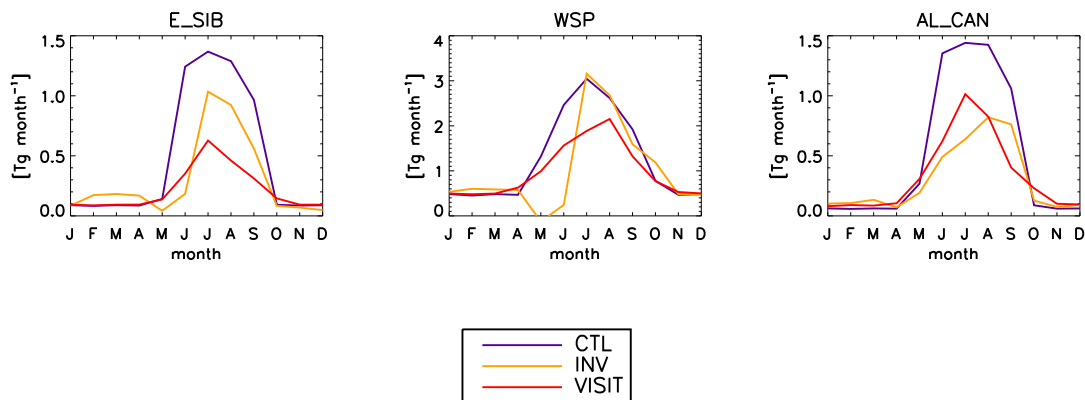 E_SIB WSP AL_CAN
[Tg month⁻¹] [Tg month⁻¹] [Tg month⁻¹]
1.5 4 1.5
3
1.0 1.0
2
0.5 0.5
1
0.0 0 0.0
J F M A M J J A S O N D J F M A M J J A S O N D J F M A M J J A S O N D
month month month
CTL
INV
VISIT